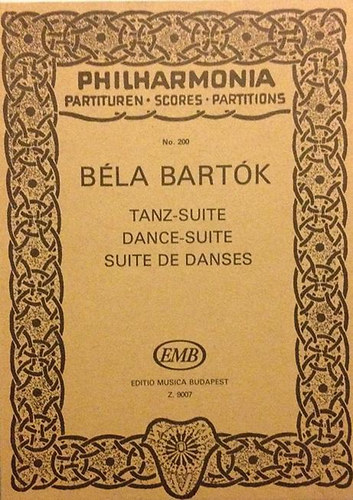 PHILHARMONIA
PARTITUREN • SCORES • PARTITIONS
No. 200
BÉLA BARTÓK
TANZ-SUITE
DANCE-SUITE
SUITE DE DANSES
EMB
EDITIO MUSICA BUDAPEST
Z. 9007